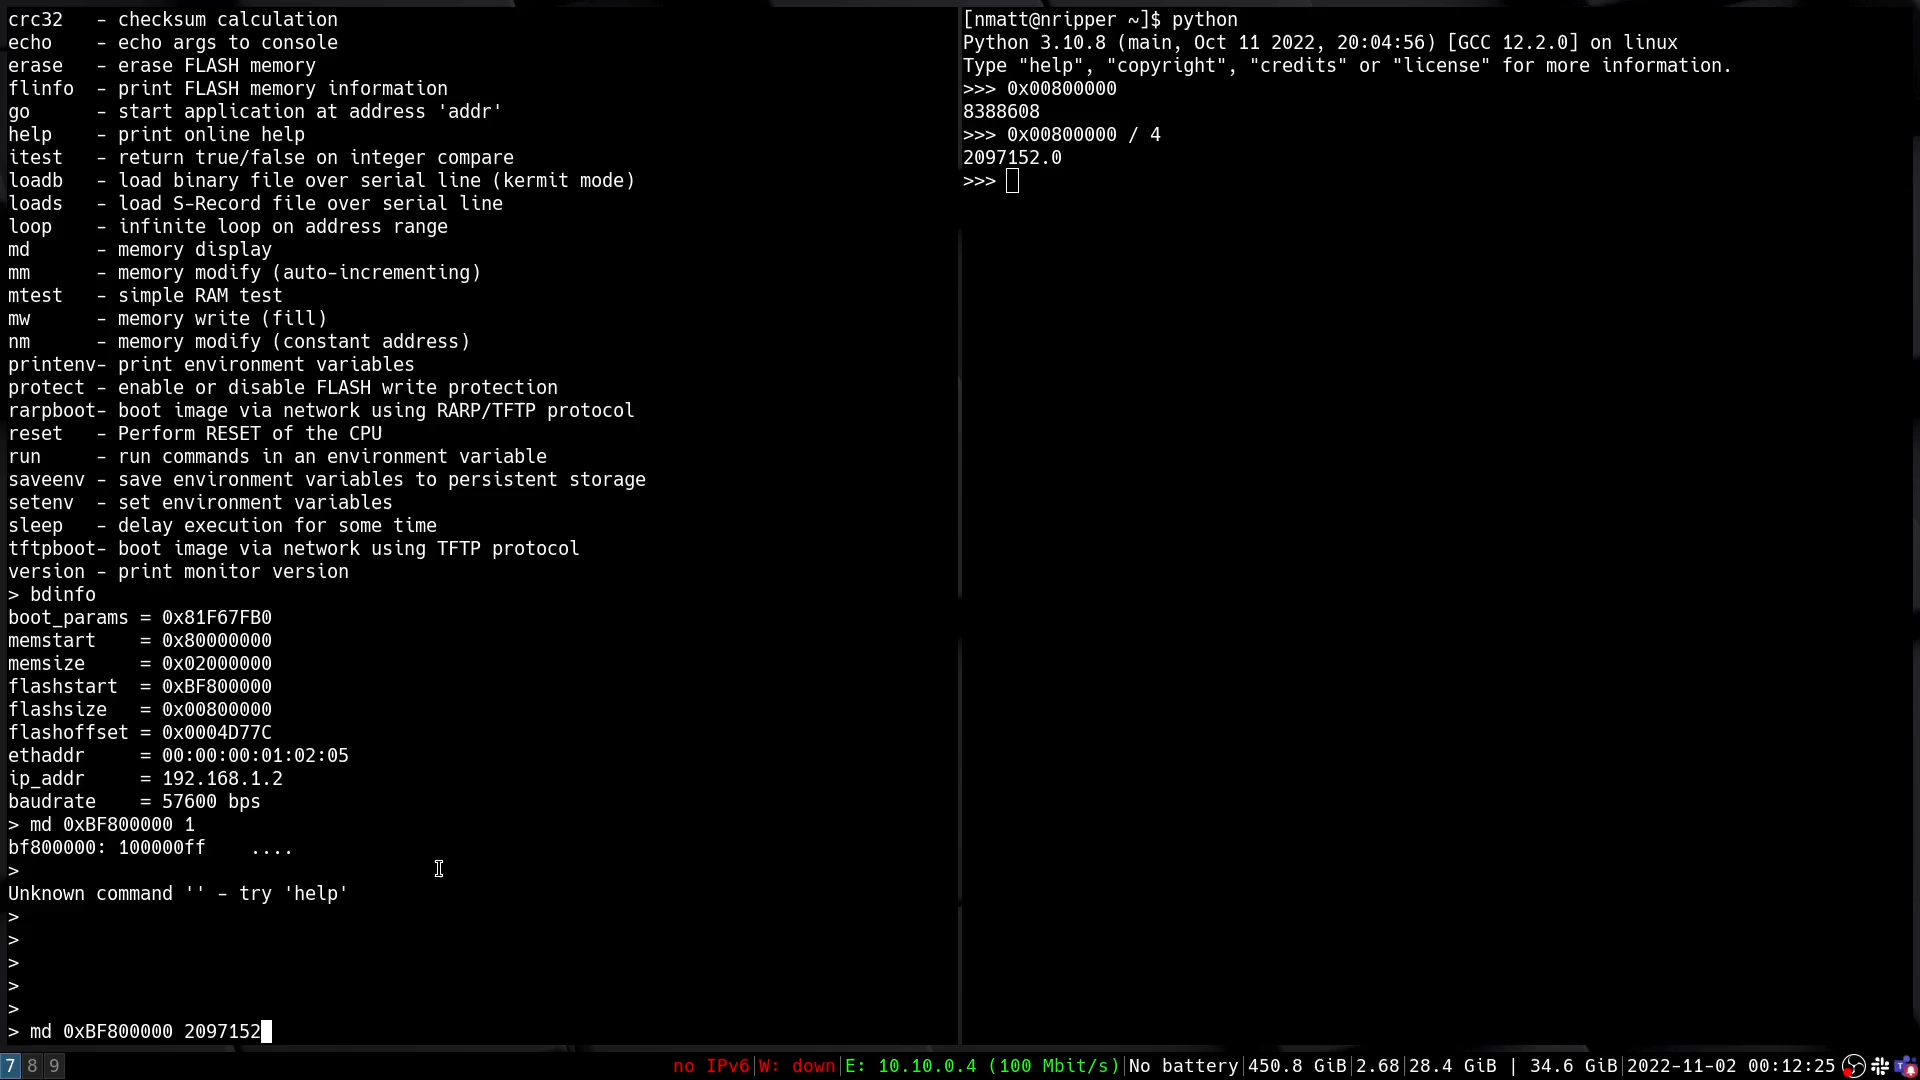 crc32   - checksum calculation
echo    - echo args to console
erase   - erase FLASH memory
flinfo  - print FLASH memory information
go      - start application at address 'addr'
help    - print online help
itest   - return true/false on integer compare
loadb   - load binary file over serial line (kermit mode)
loads   - load S-Record file over serial line
loop    - infinite loop on address range
md      - memory display
mm      - memory modify (auto-incrementing)
mtest   - simple RAM test
mw      - memory write (fill)
nm      - memory modify (constant address)
printenv- print environment variables
protect - enable or disable FLASH write protection
rarpboot- boot image via network using RARP/TFTP protocol
reset   - Perform RESET of the CPU
run     - run commands in an environment variable
saveenv - save environment variables to persistent storage
setenv  - set environment variables
sleep   - delay execution for some time
tftpboot- boot image via network using TFTP protocol
version - print monitor version
> bdinfo
boot_params = 0x81F67FB0
memstart    = 0x80000000
memsize     = 0x02000000
flashstart  = 0xBF800000
flashsize   = 0x00800000
flashoffset = 0x0004D77C
ethaddr     = 00:00:00:01:02:05
ip_addr     = 192.168.1.2
baudrate    = 57600 bps
> md 0xBF800000 1
bf800000: 100000ff    ....
>
Unknown command '' - try 'help'
>
>
>
>
>
> md 0xBF800000 2097152
[nmatt@nripper ~]$ python
Python 3.10.8 (main, Oct 11 2022, 20:04:56) [GCC 12.2.0] on linux
Type "help", "copyright", "credits" or "license" for more information.
>>> 0x00800000
8388608
>>> 0x00800000 / 4
2097152.0
>>>
7 8 9 no IPv6|W: down|E: 10.10.0.4 (100 Mbit/s)|No battery|450.8 GiB|2.68|28.4 GiB | 34.6 GiB|2022-11-02 00:12:25